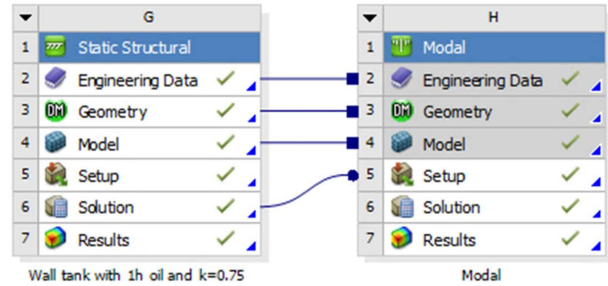 G
1 Static Structural
2 Engineering Data
3 Geometry
4 Model
5 Setup
6 Solution
7 Results
Wall tank with 1h oil and k=0.75
H
1 Modal
2 Engineering Data
3 Geometry
4 Model
5 Setup
6 Solution
7 Results
Modal